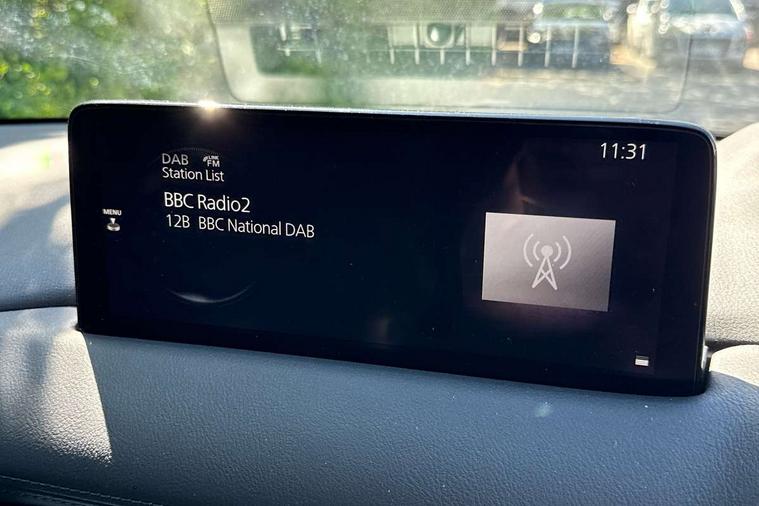 DAB LINK FM
11:31
Station List
BBC Radio2
MENU
12B BBC National DAB